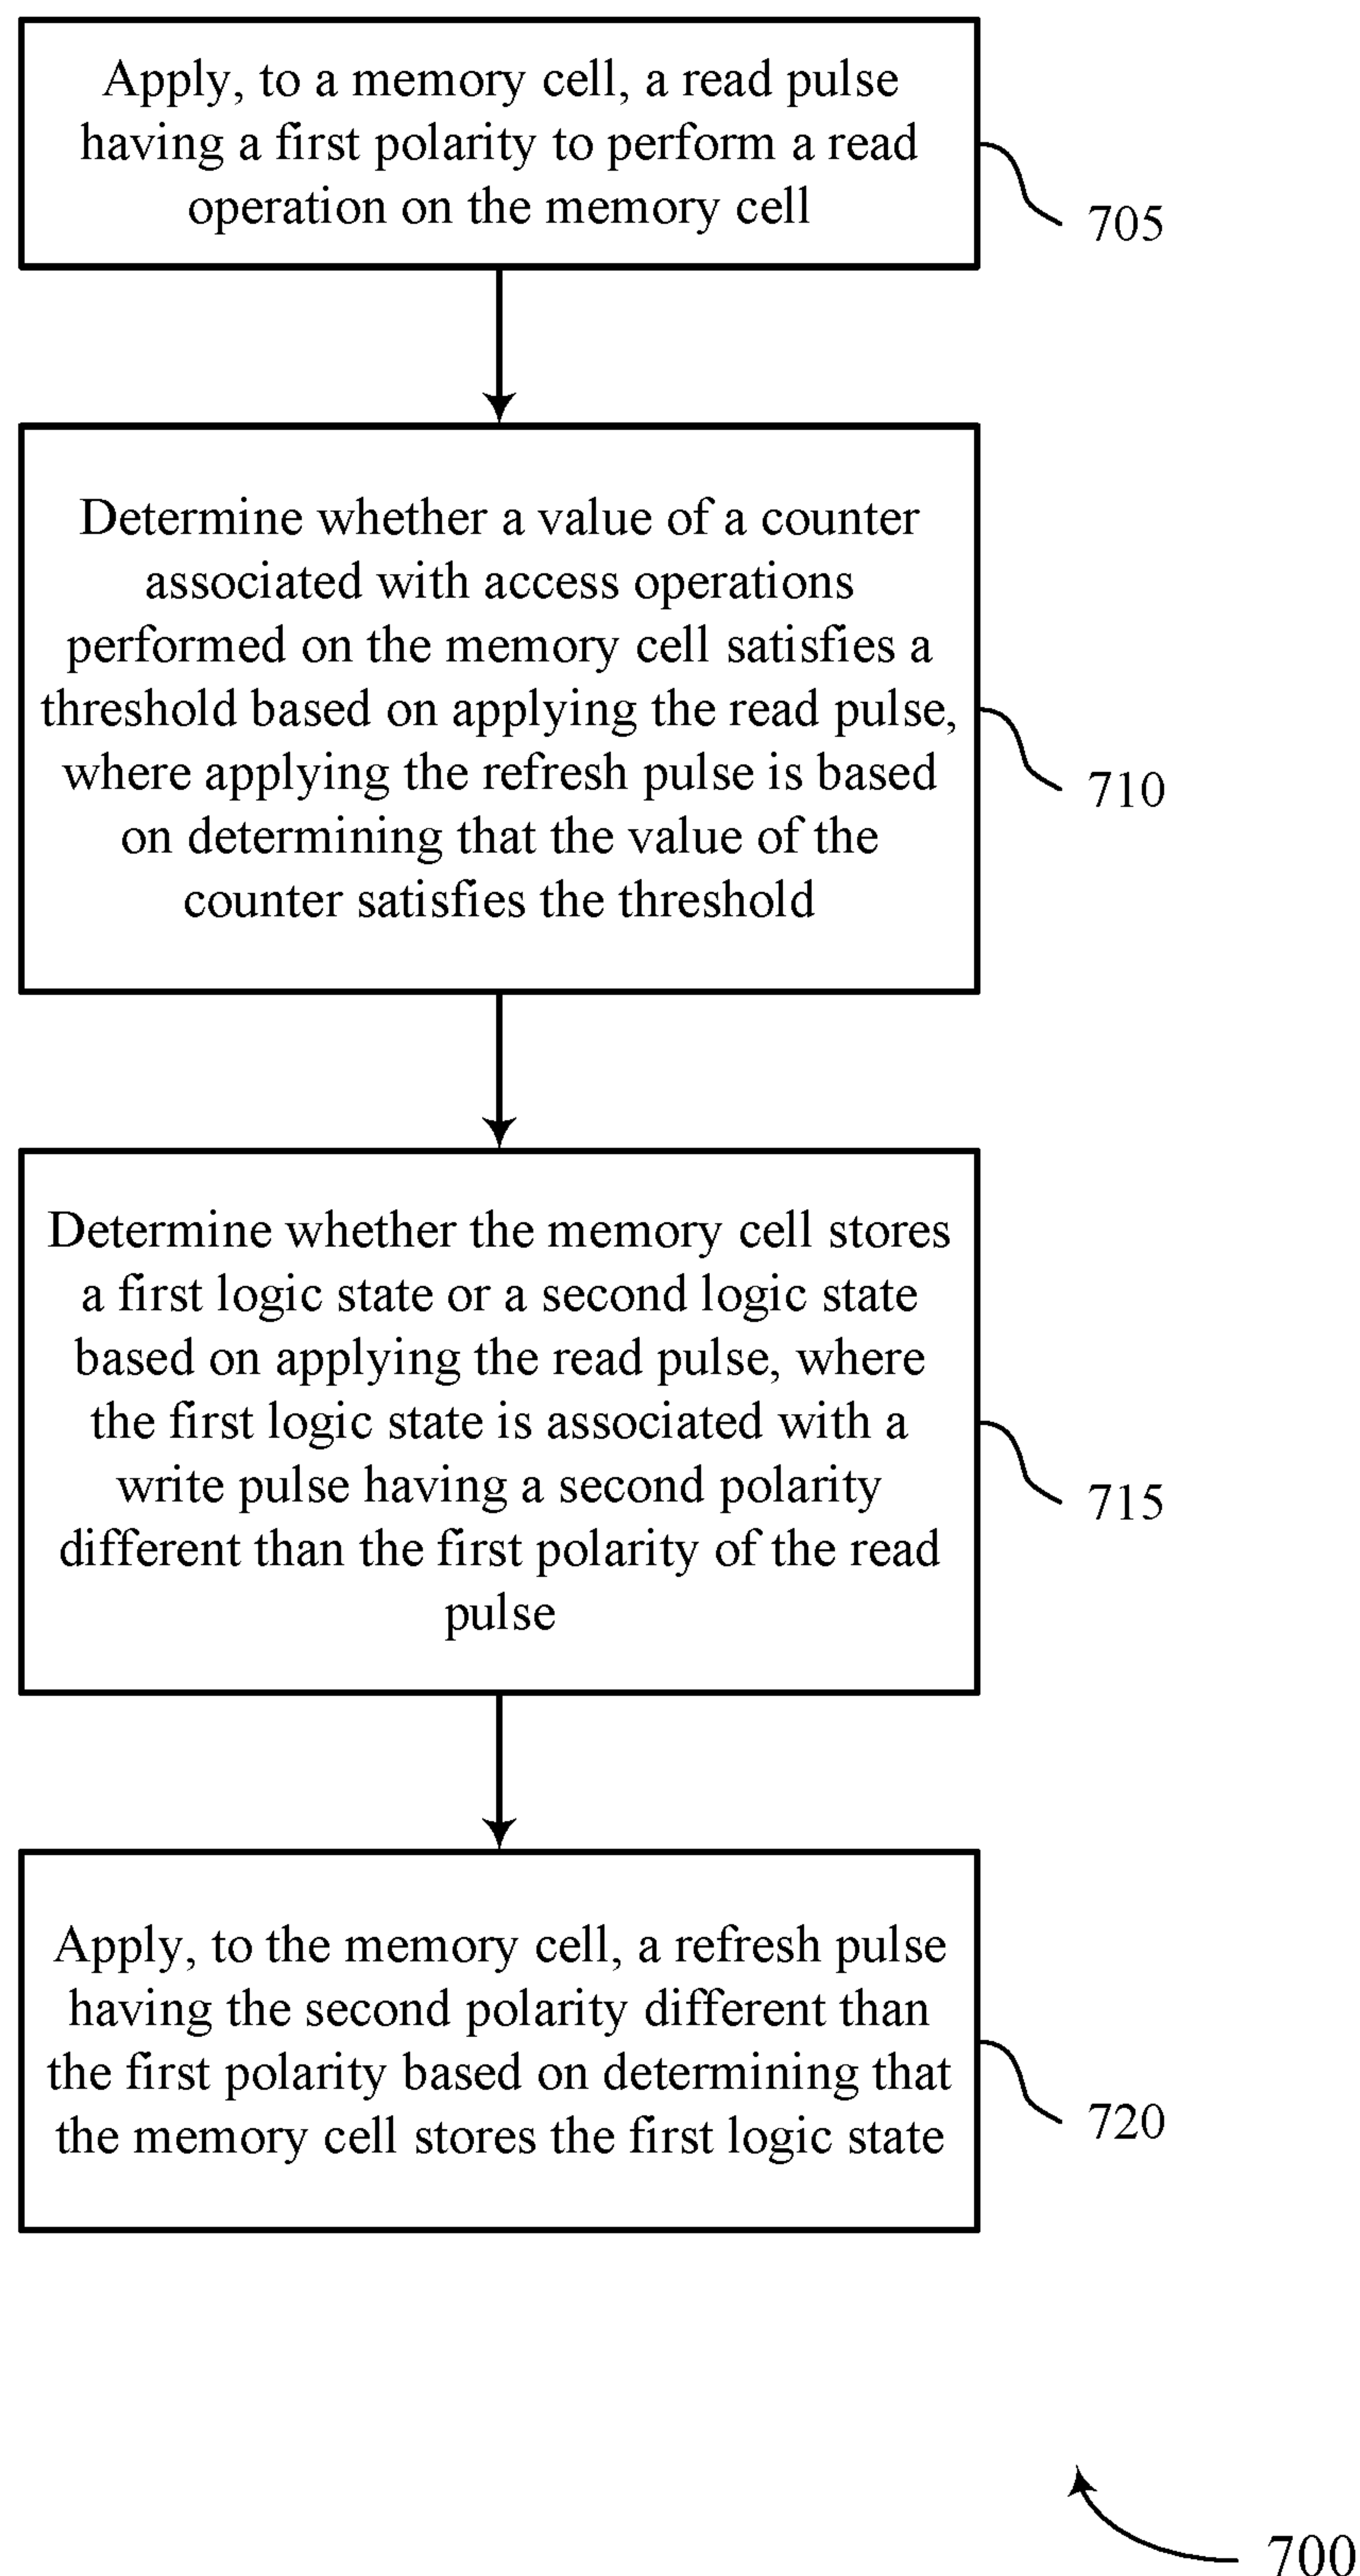 Apply, to a memory cell, a read pulse
having a first polarity to perform a read
operation on the memory cell
705
Determine whether a value of a counter
associated with access operations
performed on the memory cell satisfies a
threshold based on applying the read pulse,
where applying the refresh pulse is based
on determining that the value of the
counter satisfies the threshold
710
Determine whether the memory cell stores
a first logic state or a second logic state
based on applying the read pulse, where
the first logic state is associated with a
write pulse having a second polarity
different than the first polarity of the read
pulse
715
Apply, to the memory cell, a refresh pulse
having the second polarity different than
the first polarity based on determining that
the memory cell stores the first logic state
720
700